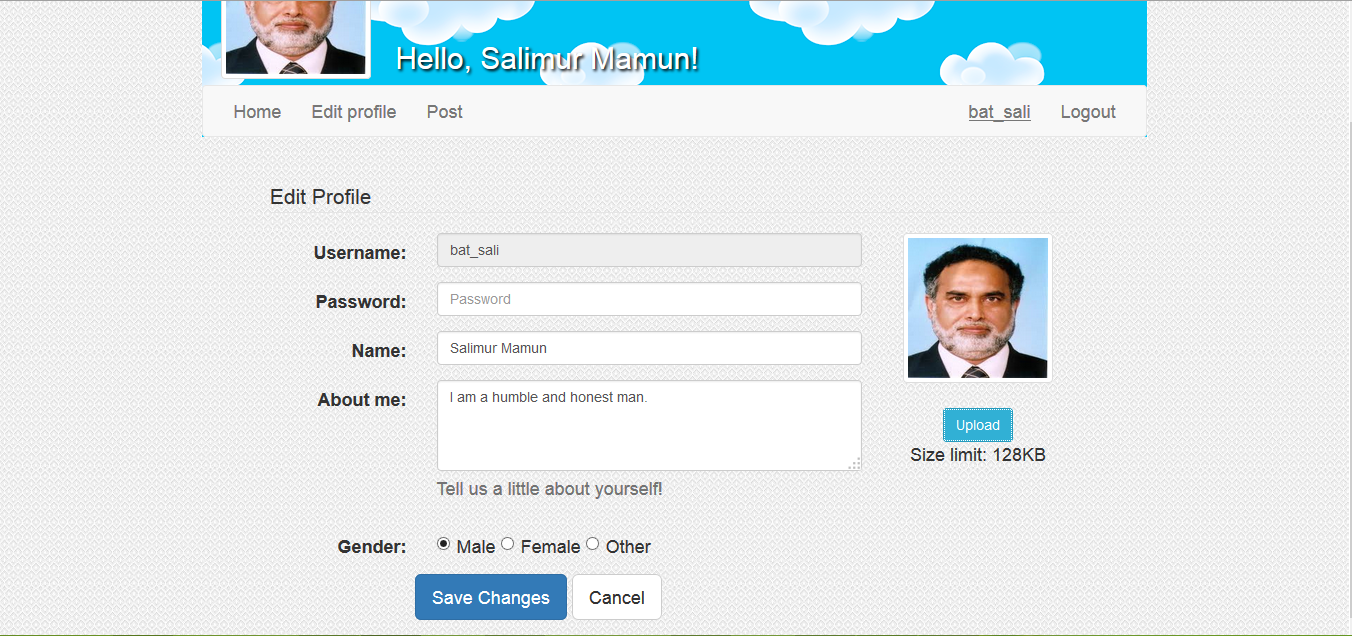 Hello, Salimur Mamun!
Home Edit profile Post bat_sali Logout
Edit Profile
Username: bat_sali
Password: Password
Name: Salimur Mamun
About me: I am a humble and honest man.
Upload
Size limit: 128KB
Tell us a little about yourself!
Gender: Male Female Other
Save Changes Cancel